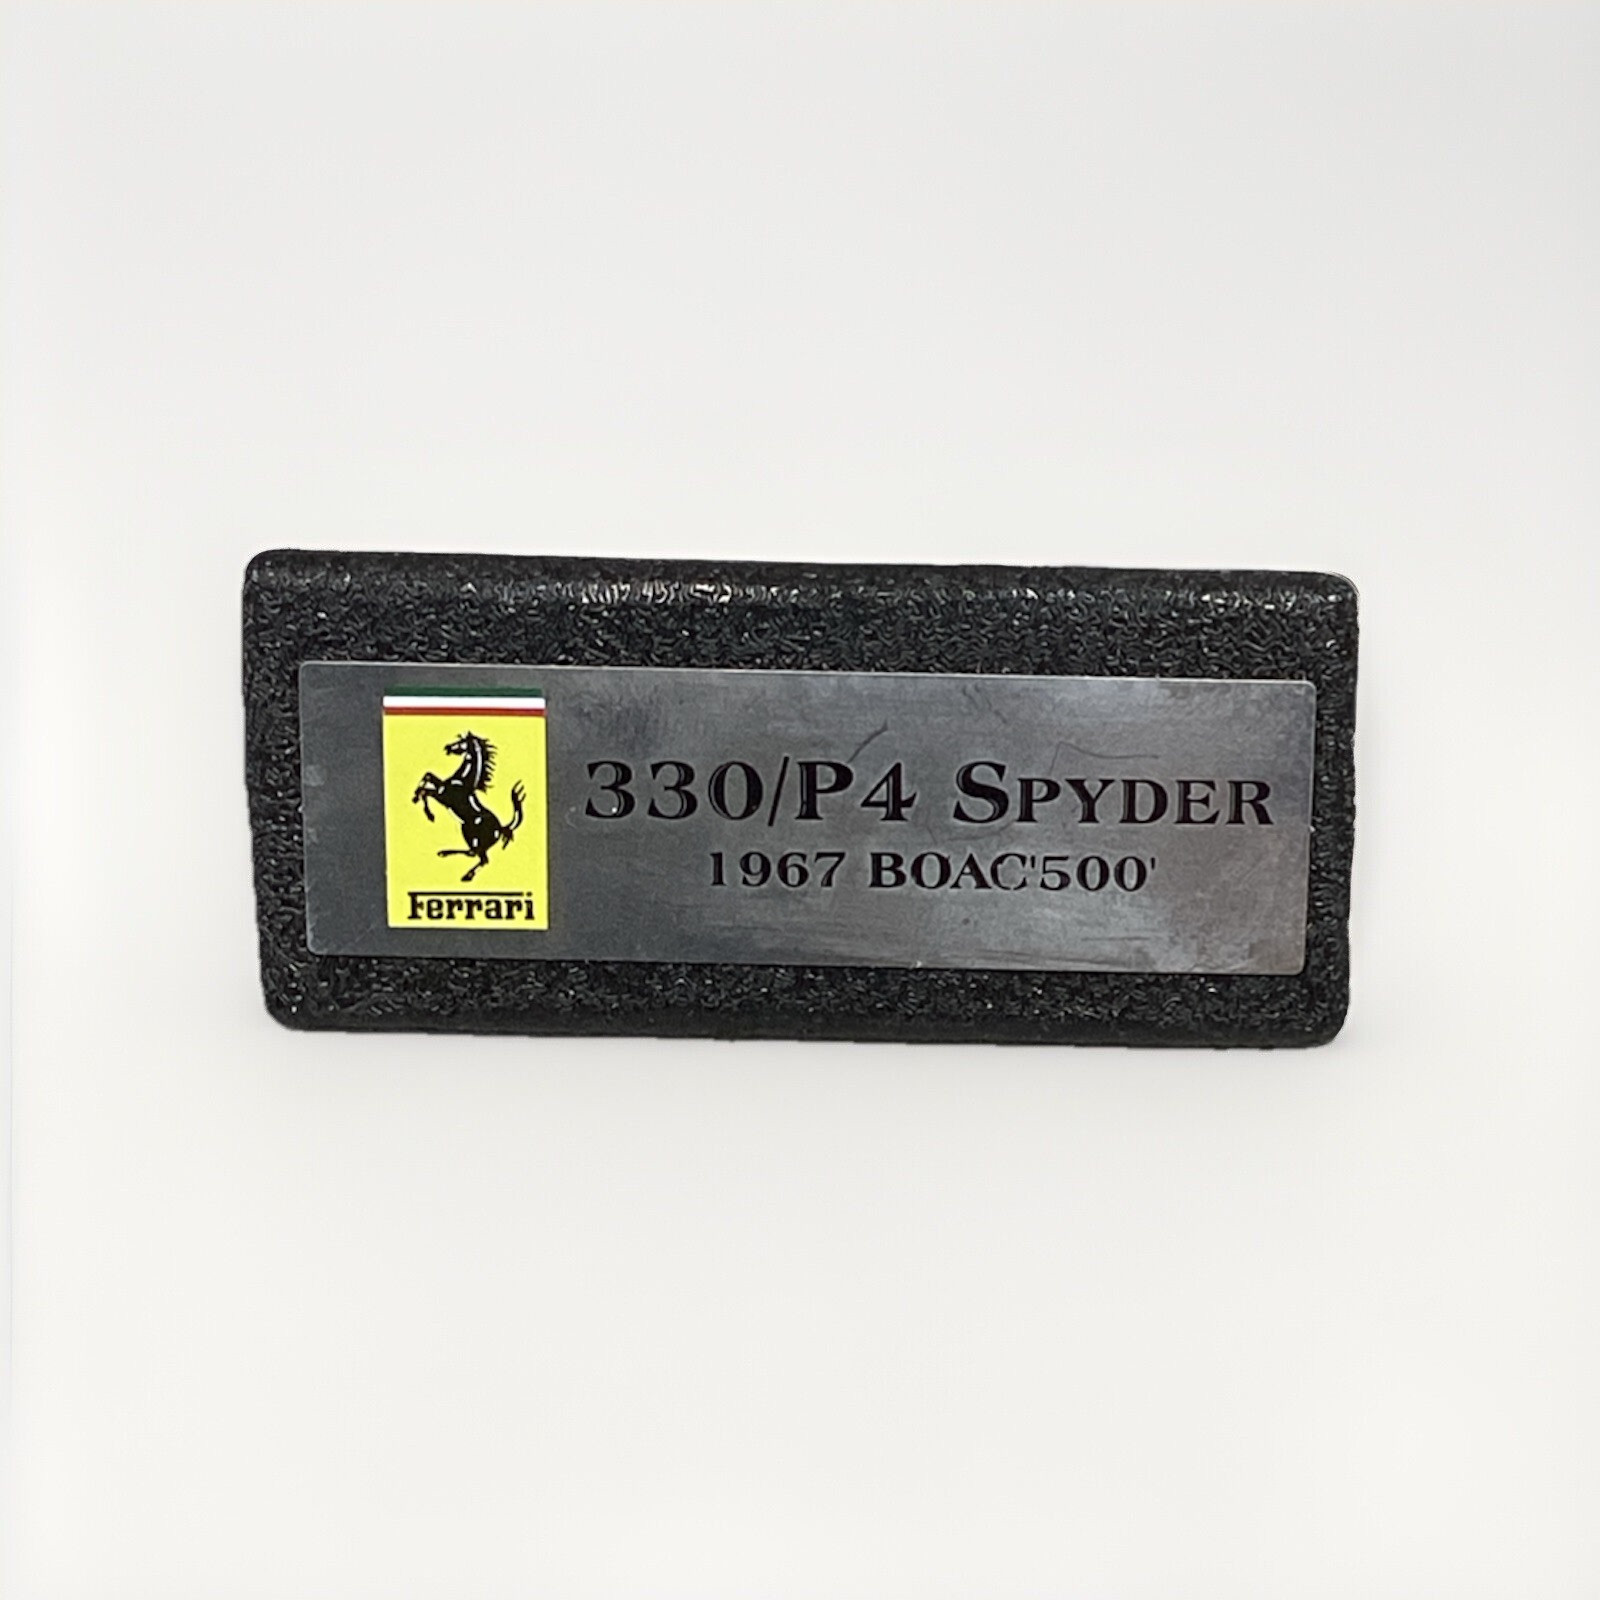 Ferrari
330/P4 SPYDER
1967 BOAC'500'